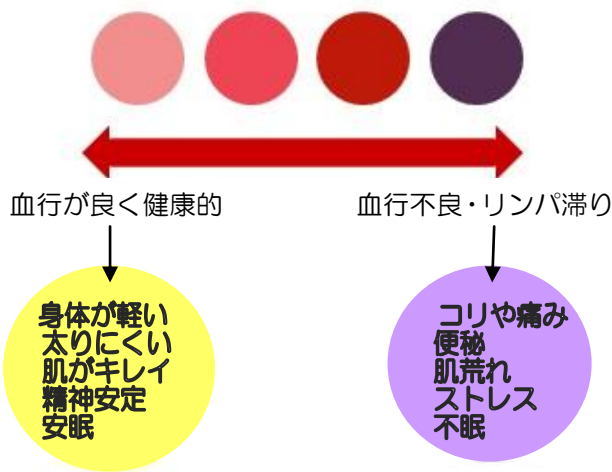 血行が良く健康的
血行不良・リンパ滞り
身体が軽い
太りにくい
肌がキレイ
精神安定
安眠
コリや痛み
便秘
肌荒れ
ストレス
不眠